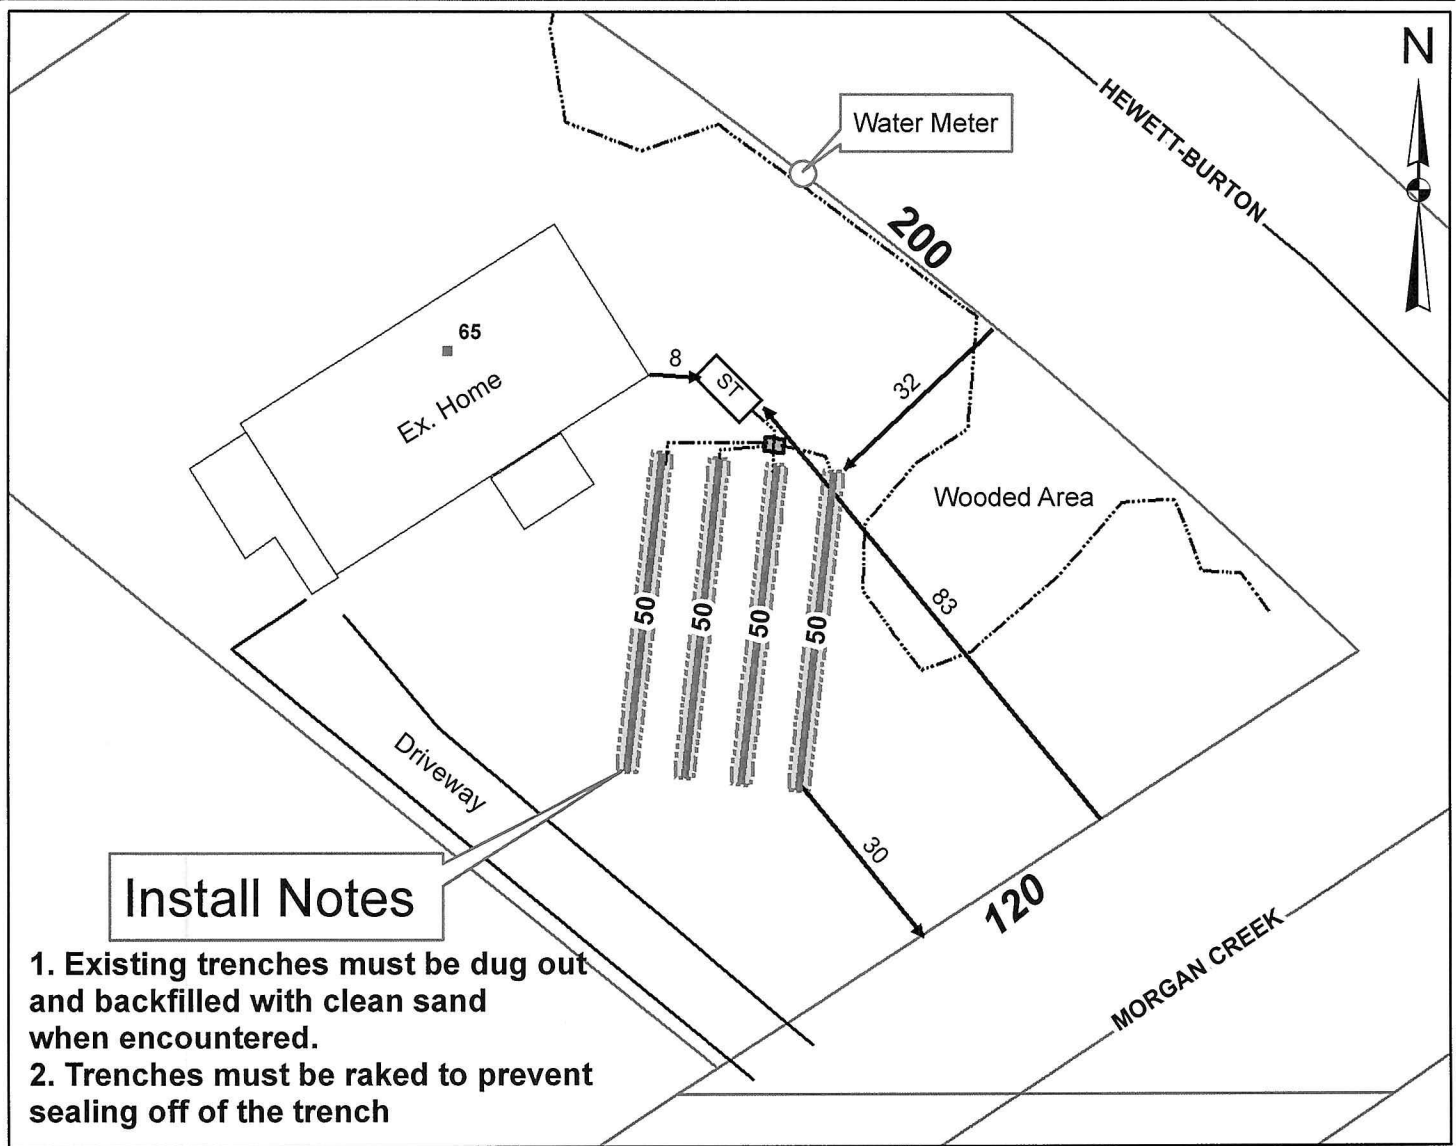 N
HEWETT-BURTON
Water Meter
200
65
Ex. Home
8
ST
32
Wooded Area
50
50
50
50
83
Driveway
30
120
MORGAN CREEK
Install Notes
1. Existing trenches must be dug out
and backfilled with clean sand
when encountered.
2. Trenches must be raked to prevent
sealing off of the trench